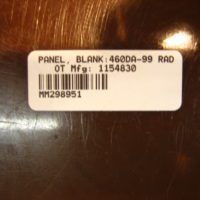 PANEL, BLANK:460DA-99 RAD
OT Mfg: 1154830
MM298951